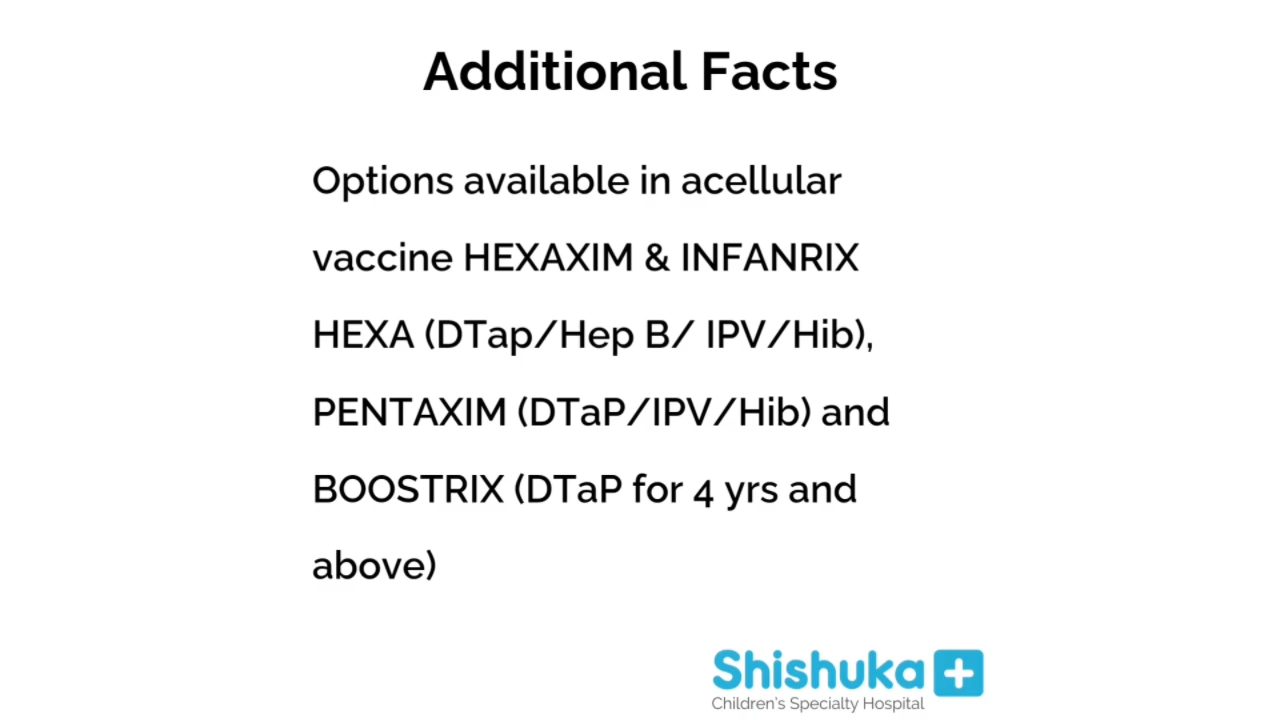 Additional Facts
Options available in acellular
vaccine HEXAXIM & INFANRIX
HEXA (DTap/Hep B/ IPV/Hib),
PENTAXIM (DTaP/IPV/Hib) and
BOOSTRIX (DTaP for 4 yrs and
above)
Shishuka
Children's Specialty Hospital